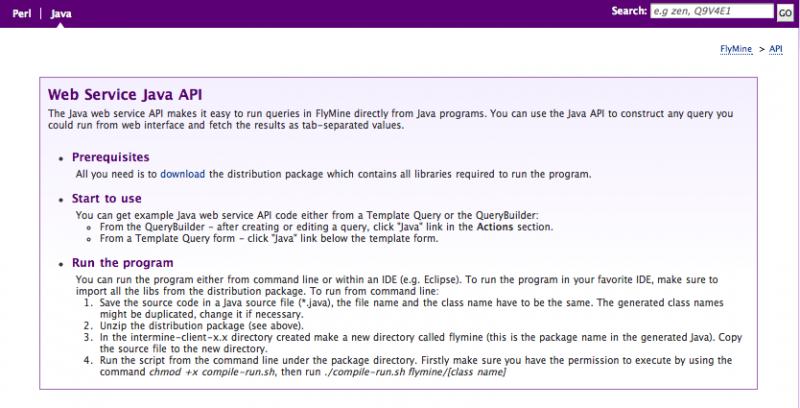 Perl | Java
Search: e.g zen, Q9V4E1 GO
FlyMine > API
Web Service Java API
The Java web service API makes it easy to run queries in FlyMine directly from Java programs. You can use the Java API to construct any query you
could run from web interface and fetch the results as tab-separated values.
• Prerequisites
All you need is to download the distribution package which contains all libraries required to run the program.
• Start to use
You can get example Java web service API code either from a Template Query or the QueryBuilder:
From the QueryBuilder - after creating or editing a query, click "Java" link in the Actions section.
From a Template Query form - click "Java" link below the template form.
• Run the program
You can run the program either from command line or within an IDE (e.g. Eclipse). To run the program in your favorite IDE, make sure to
import all the libs from the distribution package. To run from command line:
1. Save the source code in a Java source file (*.java), the file name and the class name have to be the same. The generated class names
might be duplicated, change it if necessary.
2. Unzip the distribution package (see above).
3. In the intermine-client-x.x directory created make a new directory called flymine (this is the package name in the generated Java). Copy
the source file to the new directory.
4. Run the script from the command line under the package directory. Firstly make sure you have the permission to execute by using the
command chmod +x compile-run.sh, then run ./compile-run.sh flymine/[class name]